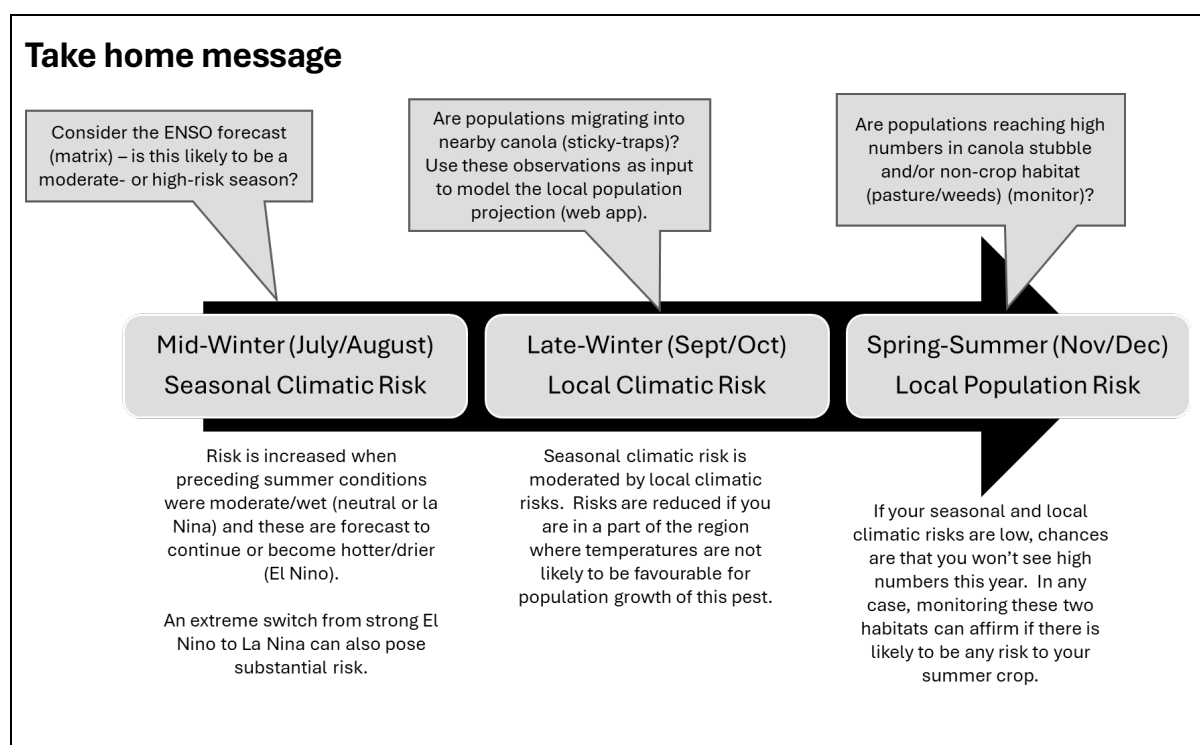 Take home message
Consider the ENSO forecast
(matrix) – is this likely to be a
moderate- or high-risk season?
Are populations migrating into
nearby canola (sticky-traps)?
Use these observations as input
to model the local population
projection (web app).
Are populations reaching high
numbers in canola stubble
and/or non-crop habitat
(pasture/weeds) (monitor)?
Mid-Winter (July/August)
Seasonal Climatic Risk
Late-Winter (Sept/Oct)
Local Climatic Risk
Spring-Summer (Nov/Dec)
Local Population Risk
Risk is increased when
preceding summer conditions
were moderate/wet (neutral or la
Nina) and these are forecast to
continue or become hotter/drier
(El Nino).
An extreme switch from strong El
Nino to La Nina can also pose
substantial risk.
Seasonal climatic risk is
moderated by local climatic
risks.  Risks are reduced if you
are in a part of the region
where temperatures are not
likely to be favourable for
population growth of this pest.
If your seasonal and local
climatic risks are low, chances
are that you won't see high
numbers this year.  In any
case, monitoring these two
habitats can affirm if there is
likely to be any risk to your
summer crop.